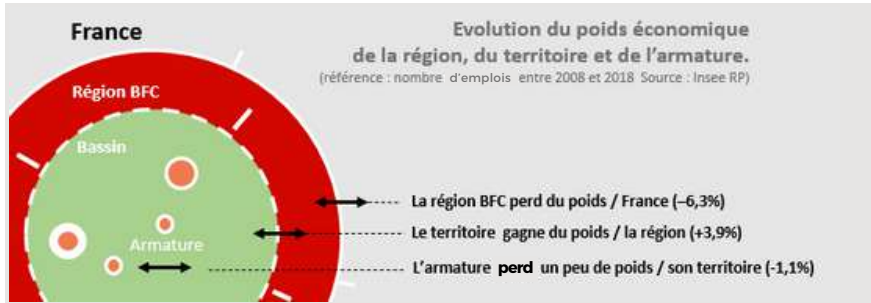 France
Evolution du poids économique
de la région, du territoire et de l'armature.
(référence : nombre d'emplois entre 2008 et 2018 Source : Insee RP)
Région BFC
Bassin
Armature
La région BFC perd du poids / France (–6,3%)
Le territoire gagne du poids / la région (+3,9%)
L'armature perd un peu de poids / son territoire (-1,1%)